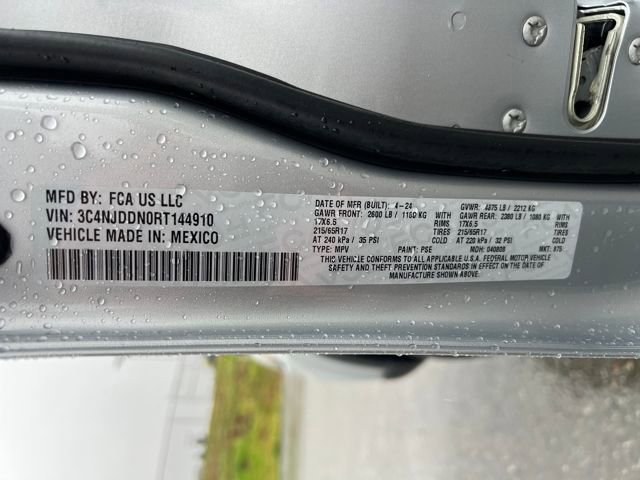 MFD BY: FCA US LLC
VIN: 3C4NJDDN0RT144910
VEHICLE MADE IN: MEXICO
DATE OF MFR (BUILT): 4-24 GVWR: 4875 LB / 2212 KG
GAWR FRONT: 2600 LB / 1180 KG WITH GAWR REAR: 2380 LB / 1080 KG WITH
17X6.5 RIMS 17X6.5 RIMS
215/65R17 TIRES 215/65R17 TIRES
AT 240 kPa / 35 PSI COLD AT 220 kPa / 32 PSI COLD
TYPE: MPV PAINT: PSE MDH: 040808 MKT: 975
THIS VEHICLE CONFORMS TO ALL APPLICABLE U.S.A. FEDERAL MOTOR VEHICLE
SAFETY AND THEFT PREVENTION STANDARDS IN EFFECT ON THE DATE OF
MANUFACTURE SHOWN ABOVE.